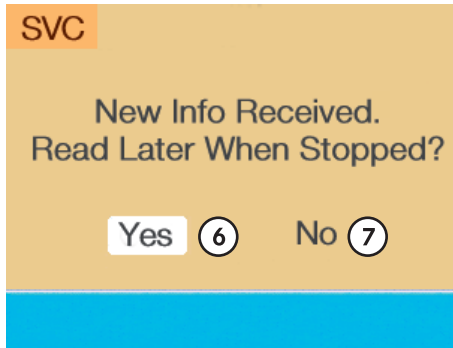 SVC
New Info Received.
Read Later When Stopped?
Yes 6 No 7